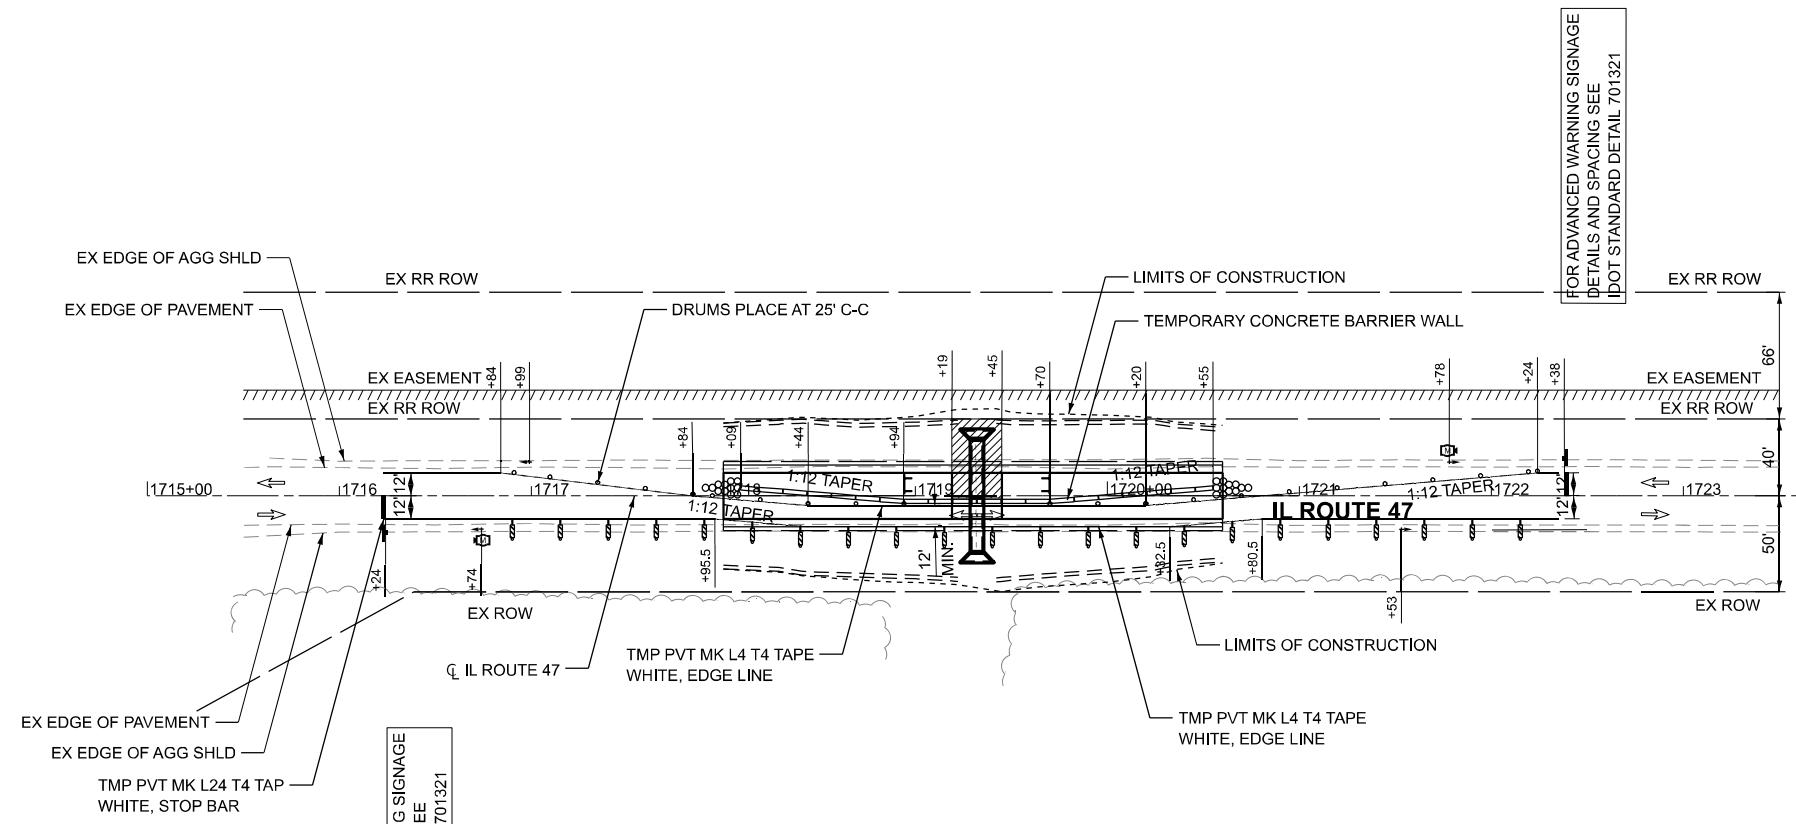 FOR ADVANCED WARNING SIGNAGE
DETAILS AND SPACING SEE
IDOT STANDARD DETAIL 701321
EX EDGE OF AGG SHLD
EX RR ROW
LIMITS OF CONSTRUCTION
EX RR ROW
EX EDGE OF PAVEMENT
DRUMS PLACE AT 25' C-C
TEMPORARY CONCRETE BARRIER WALL
66'
+19
+45
+70
+20
+55
+78
+24
+38
EX EASEMENT
+84
+99
EX EASEMENT
EX RR ROW
EX RR ROW
+84
+09
+44
+94
40'
M
1:12 TAPER
1:12 TAPER
12'
12'
1715+00
1716
1717
1718
1719
1720+00
1721
1:12 TAPER
1722
1723
12'
12'
1:12 TAPER
IL ROUTE 47
M
12'
MIN.
50'
+24
+74
+95.5
+32.5
+80.5
+53
EX ROW
EX ROW
LIMITS OF CONSTRUCTION
℄ IL ROUTE 47
TMP PVT MK L4 T4 TAPE
WHITE, EDGE LINE
EX EDGE OF PAVEMENT
TMP PVT MK L4 T4 TAPE
WHITE, EDGE LINE
EX EDGE OF AGG SHLD
TMP PVT MK L24 T4 TAP
WHITE, STOP BAR
G SIGNAGE
EE
701321